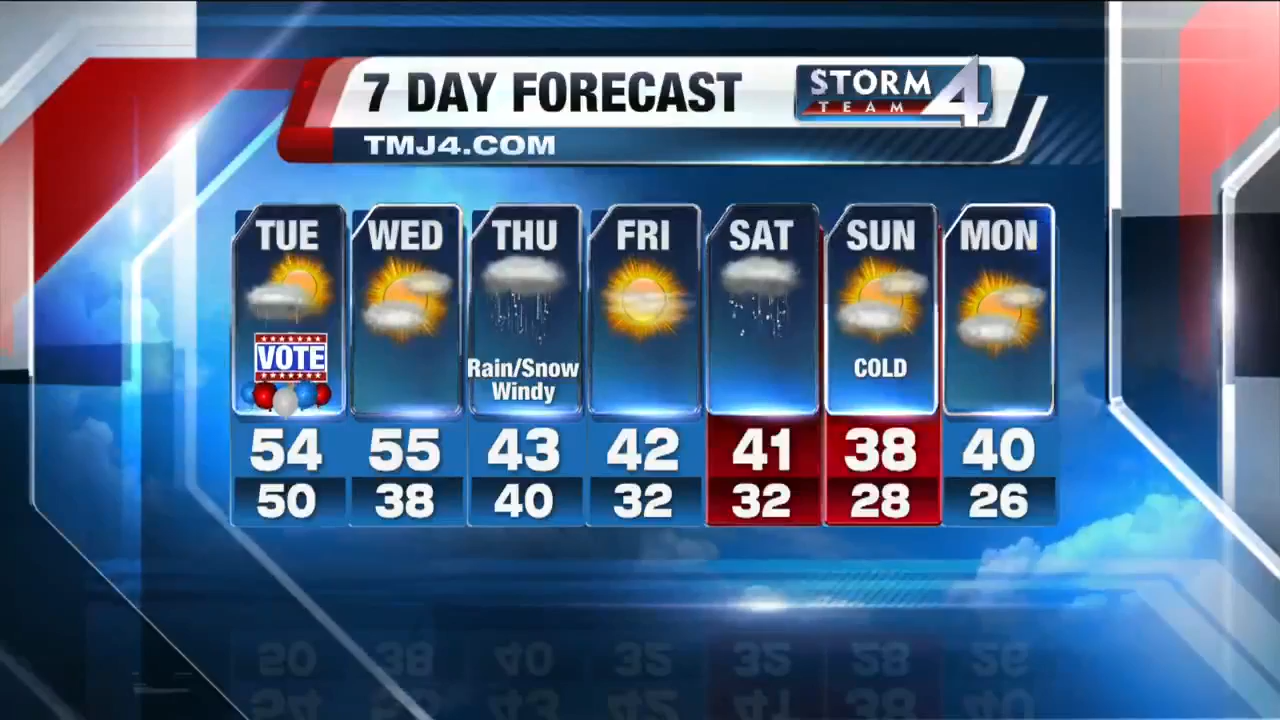 7 DAY FORECAST
STORM 4
TEAM
TMJ4.COM
TUE WED THU FRI SAT SUN MON
VOTE
Rain/Snow
Windy
COLD
54 55 43 42 41 38 40
50 38 40 32 32 28 26